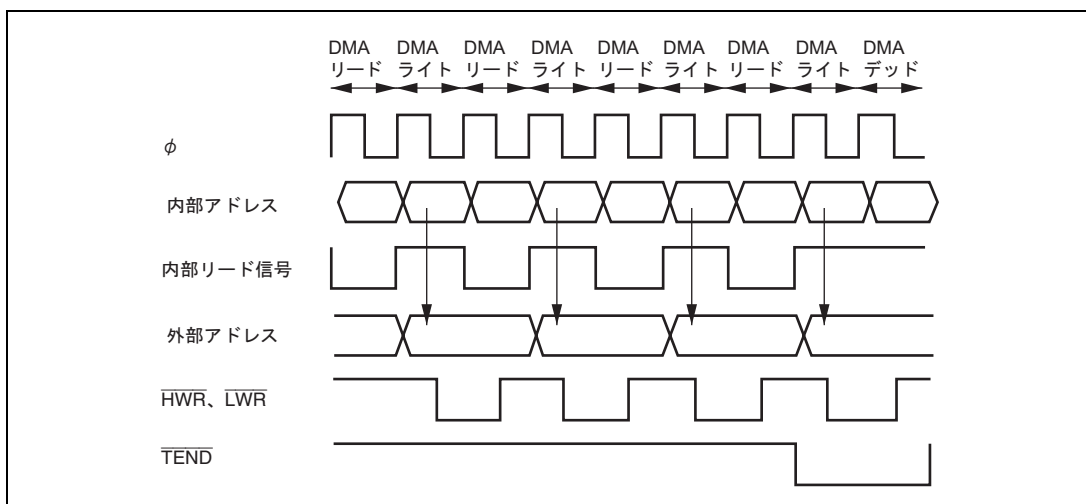 DMA DMA DMA DMA DMA DMA DMA DMA DMA
リード ライト リード ライト リード ライト リード ライト デッド
φ
内部アドレス
内部リード信号
外部アドレス
HWR、LWR
TEND